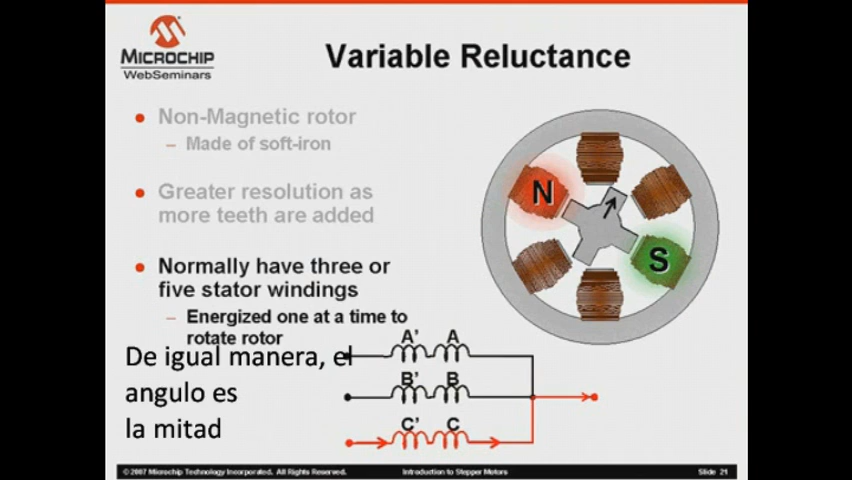 MICROCHIP
WebSeminars
Variable Reluctance
Non-Magnetic rotor
– Made of soft-iron
Greater resolution as
more teeth are added
Normally have three or
five stator windings
– Energized one at a time to
rotate rotor
De igual manera, el
angulo es
la mitad
N
S
A' A
B' B
C' C
© 2007 Microchip Technology Incorporated. All Rights Reserved. Introduction to Stepper Motors Slide 21